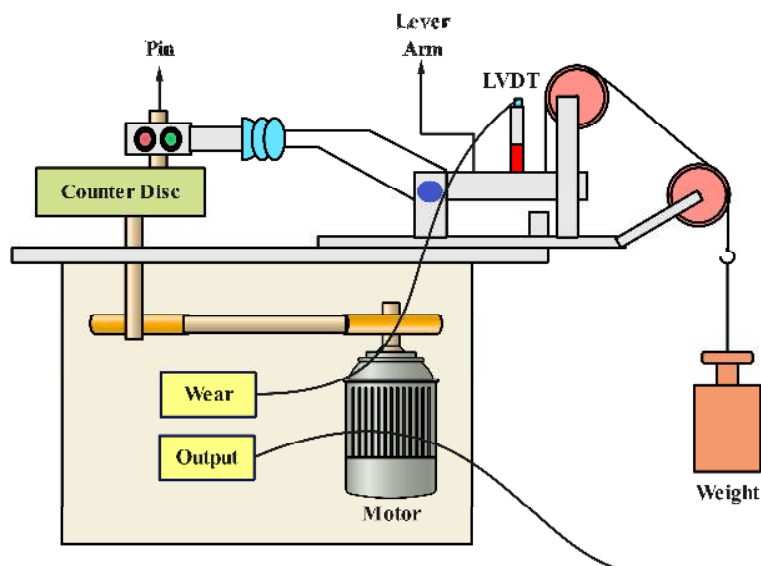 Pin
Lever
Arm
LVDT
Counter Disc
Wear
Output
Motor
Weight